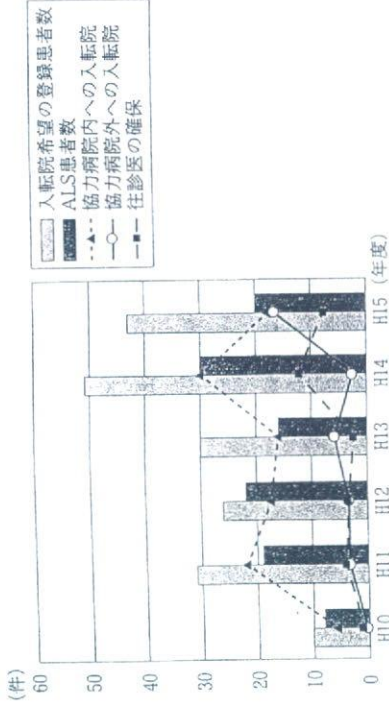 (件)
60
50
40
30
20
10
0
H10
H11
H12
H13
H14
H15
(年度)
入転院希望の登録患者数
ALS患者数
協力病院内への入転院
協力病院外への入転院
往診医の確保